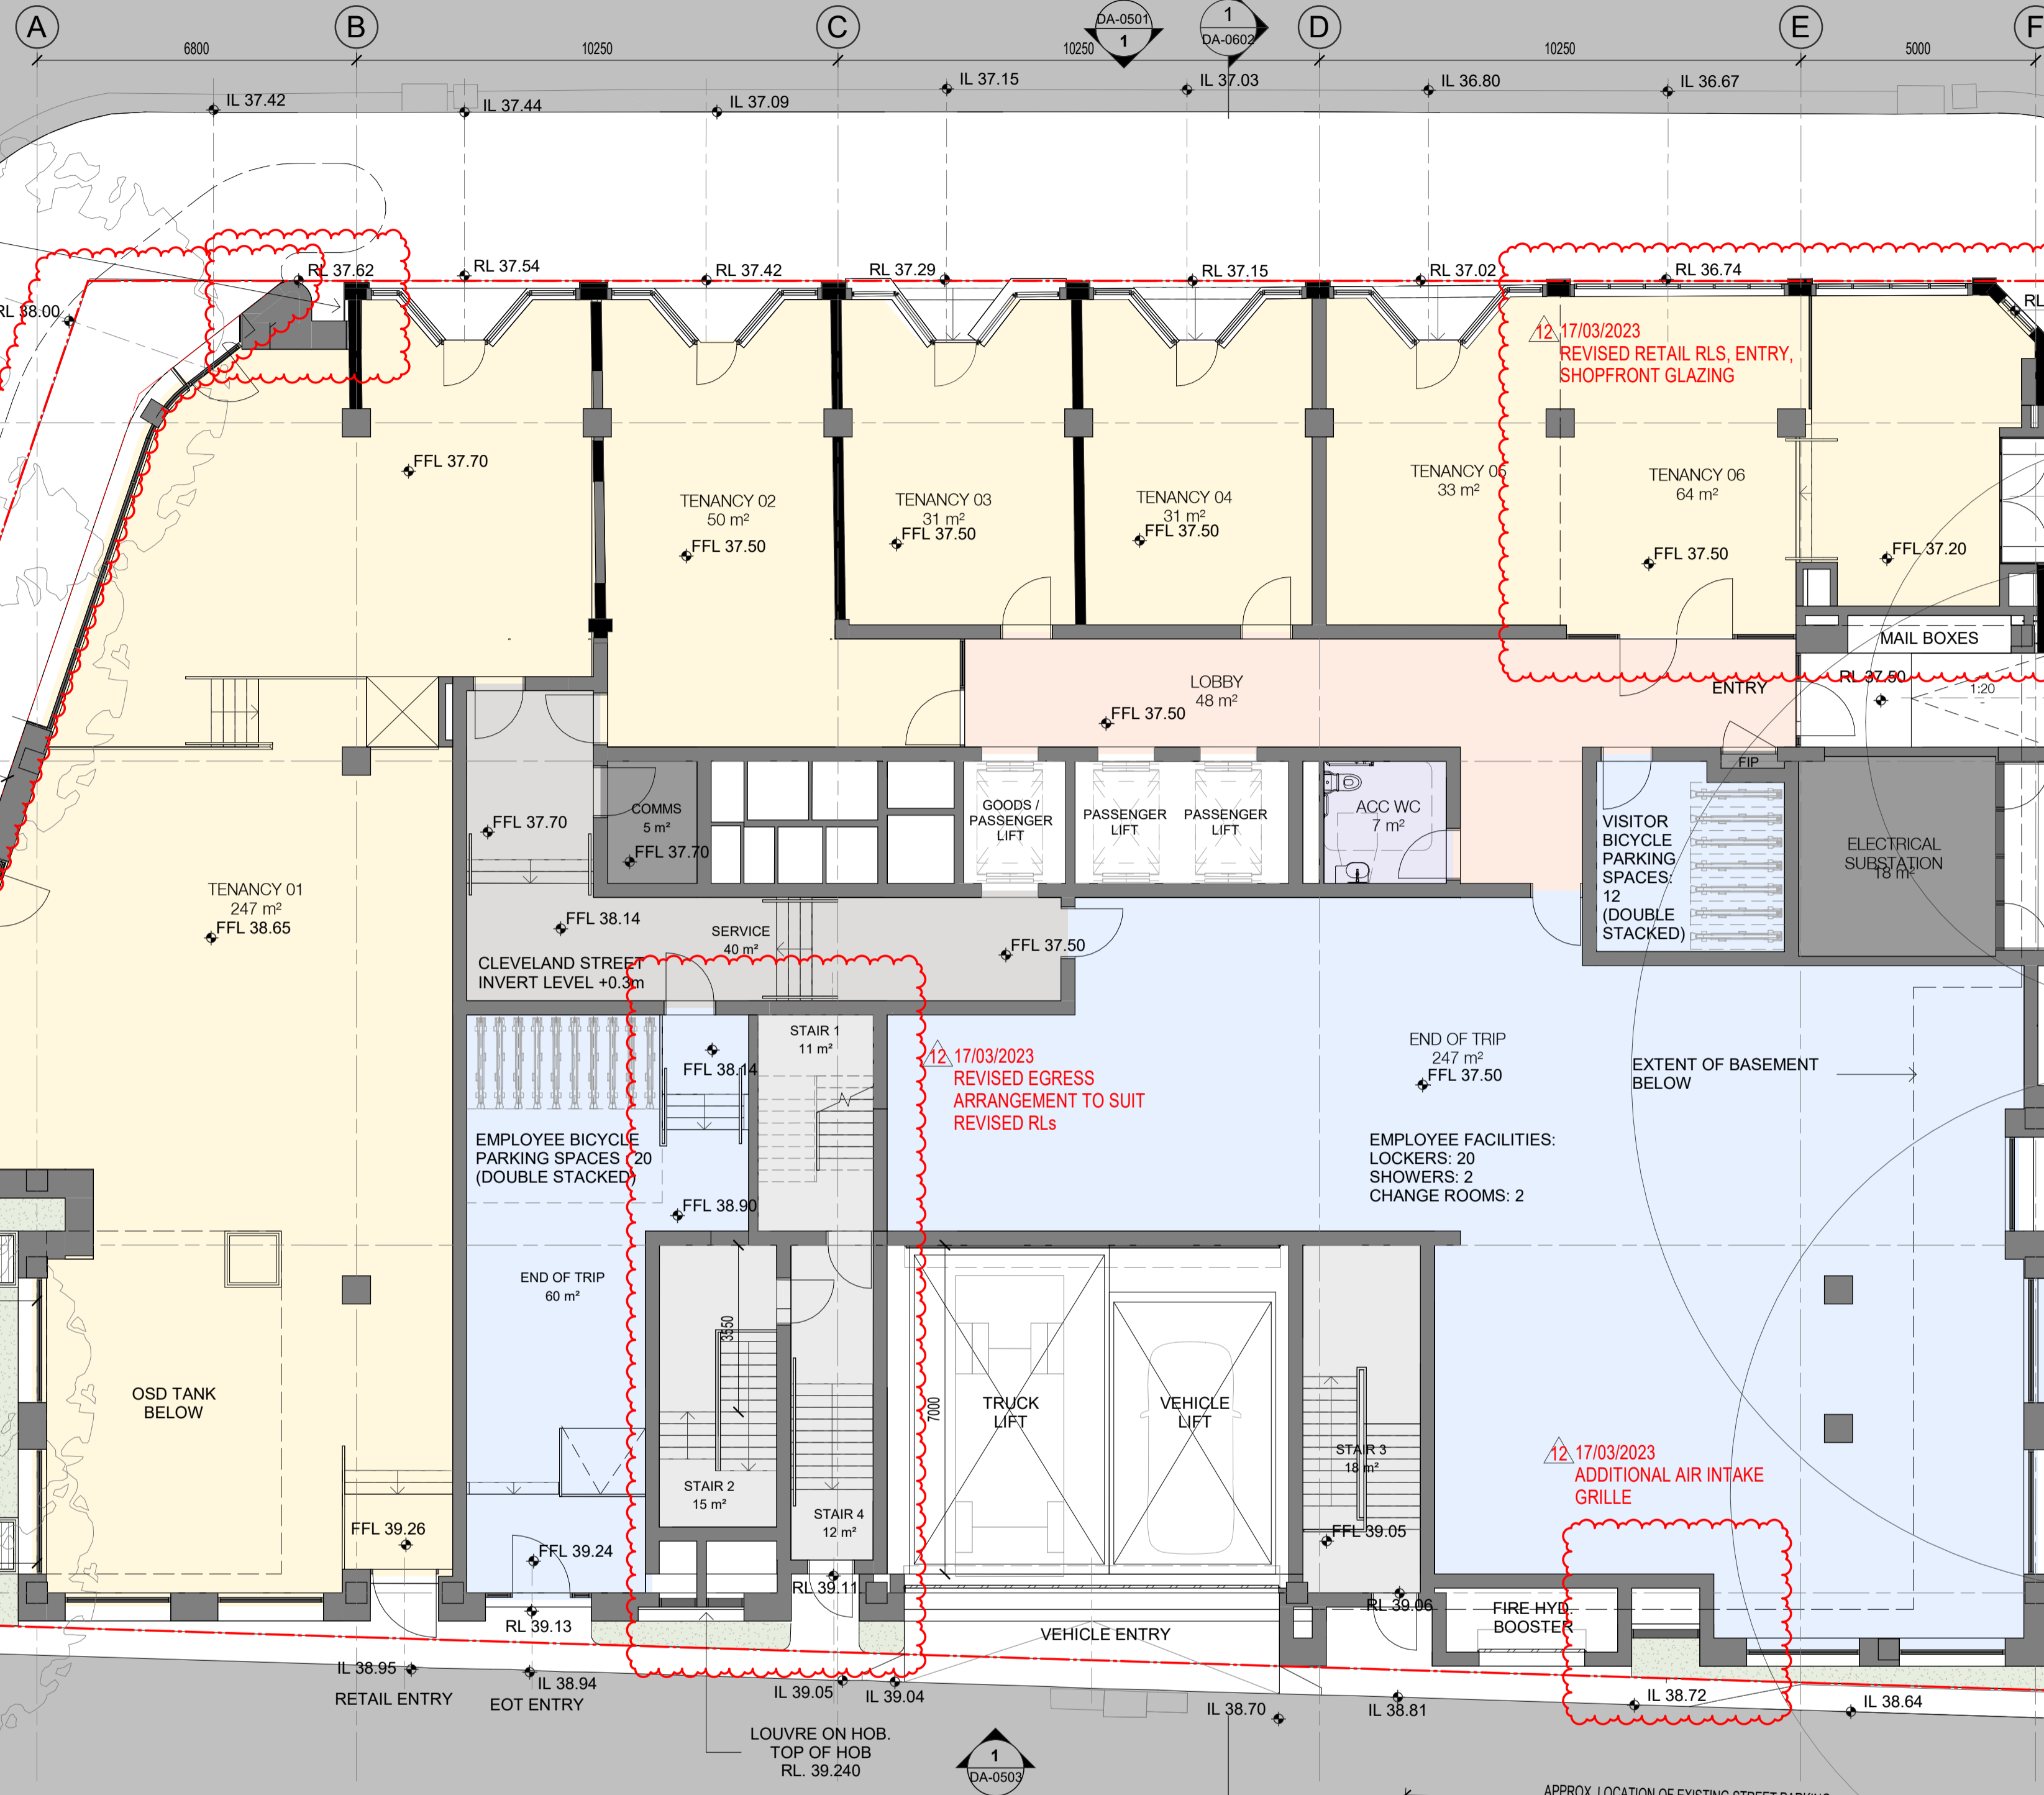 A
B
C
D
E
F
6800
10250
10250
10250
5000
DA-0501
1
1
DA-0602
IL 37.42
IL 37.44
IL 37.09
IL 37.15
IL 37.03
IL 36.80
IL 36.67
RL 38.00
RL 37.62
RL 37.54
RL 37.42
RL 37.29
RL 37.15
RL 37.02
RL 36.74
RL
12 17/03/2023
REVISED RETAIL RLS, ENTRY,
SHOPFRONT GLAZING
FFL 37.70
TENANCY 02
50 m²
FFL 37.50
TENANCY 03
31 m²
FFL 37.50
TENANCY 04
31 m²
FFL 37.50
TENANCY 05
33 m²
TENANCY 06
64 m²
FFL 37.50
FFL 37.20
MAIL BOXES
LOBBY
48 m²
FFL 37.50
ENTRY
RL 37.50
1:20
FIP
COMMS
5 m²
FFL 37.70
FFL 37.70
GOODS /
PASSENGER
LIFT
PASSENGER
LIFT
PASSENGER
LIFT
ACC WC
7 m²
VISITOR
BICYCLE
PARKING
SPACES:
12
(DOUBLE
STACKED)
ELECTRICAL
SUBSTATION
18 m²
TENANCY 01
247 m²
FFL 38.65
FFL 38.14
SERVICE
40 m²
FFL 37.50
CLEVELAND STREET
INVERT LEVEL +0.3m
STAIR 1
11 m²
FFL 38.14
12 17/03/2023
REVISED EGRESS
ARRANGEMENT TO SUIT
REVISED RLs
END OF TRIP
247 m²
FFL 37.50
EXTENT OF BASEMENT
BELOW
EMPLOYEE BICYCLE
PARKING SPACES : 20
(DOUBLE STACKED)
EMPLOYEE FACILITIES:
LOCKERS: 20
SHOWERS: 2
CHANGE ROOMS: 2
FFL 38.90
END OF TRIP
60 m²
3550
7000
OSD TANK
BELOW
TRUCK
LIFT
VEHICLE
LIFT
STAIR 3
18 m²
12 17/03/2023
ADDITIONAL AIR INTAKE
GRILLE
STAIR 2
15 m²
STAIR 4
12 m²
FFL 39.26
FFL 39.24
FFL 39.05
RL 39.11
RL 39.06
RL 39.13
FIRE HYD.
BOOSTER
VEHICLE ENTRY
IL 38.95
RETAIL ENTRY
IL 38.94
EOT ENTRY
IL 39.05
IL 39.04
IL 38.70
IL 38.81
IL 38.72
IL 38.64
LOUVRE ON HOB.
TOP OF HOB
RL. 39.240
1
DA-0503
APPROX. LOCATION OF EXISTING STREET PARKING